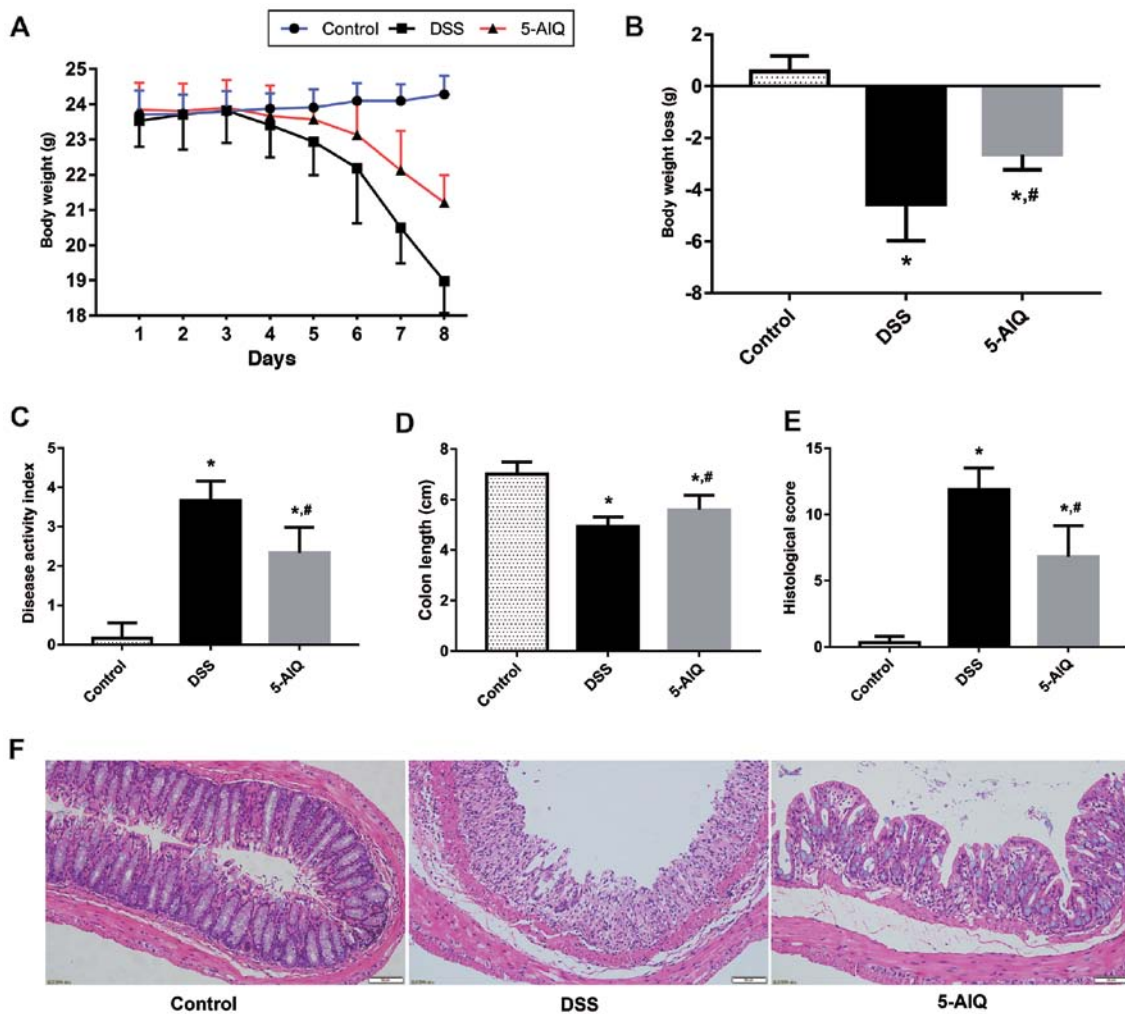 A
Control DSS 5-AIQ
25
24
23
22
21
20
19
18
Body weight (g)
1 2 3 4 5 6 7 8
Days
B
2
0
-2
-4
-6
-8
Body weight loss (g)
*
*,#
Control DSS 5-AIQ
C
5
4
3
2
1
0
Disease activity index
*
*,#
Control DSS 5-AIQ
D
8
6
4
2
0
Colon length (cm)
*
*,#
Control DSS 5-AIQ
E
15
10
5
0
Histological score
*
*,#
Control DSS 5-AIQ
F
Control DSS 5-AIQ